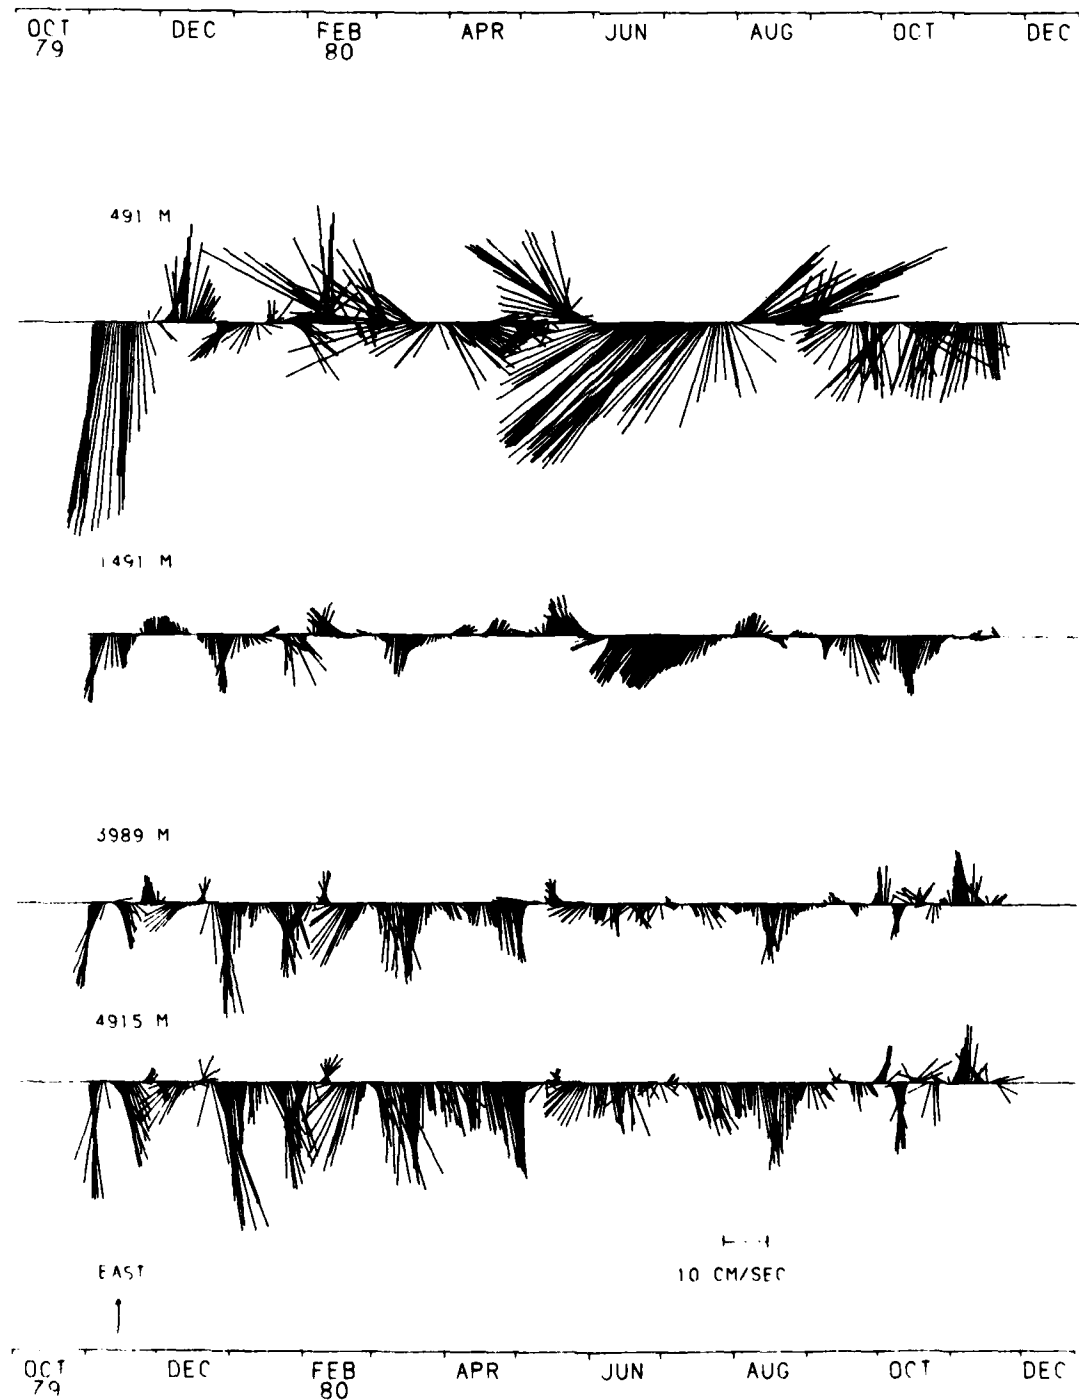 OCT DEC FEB APR JUN AUG OCT DEC
79 80
491 M
1491 M
3989 M
4915 M
EAST
10 CM/SEC
OCT DEC FEB APR JUN AUG OCT DEC
79 80